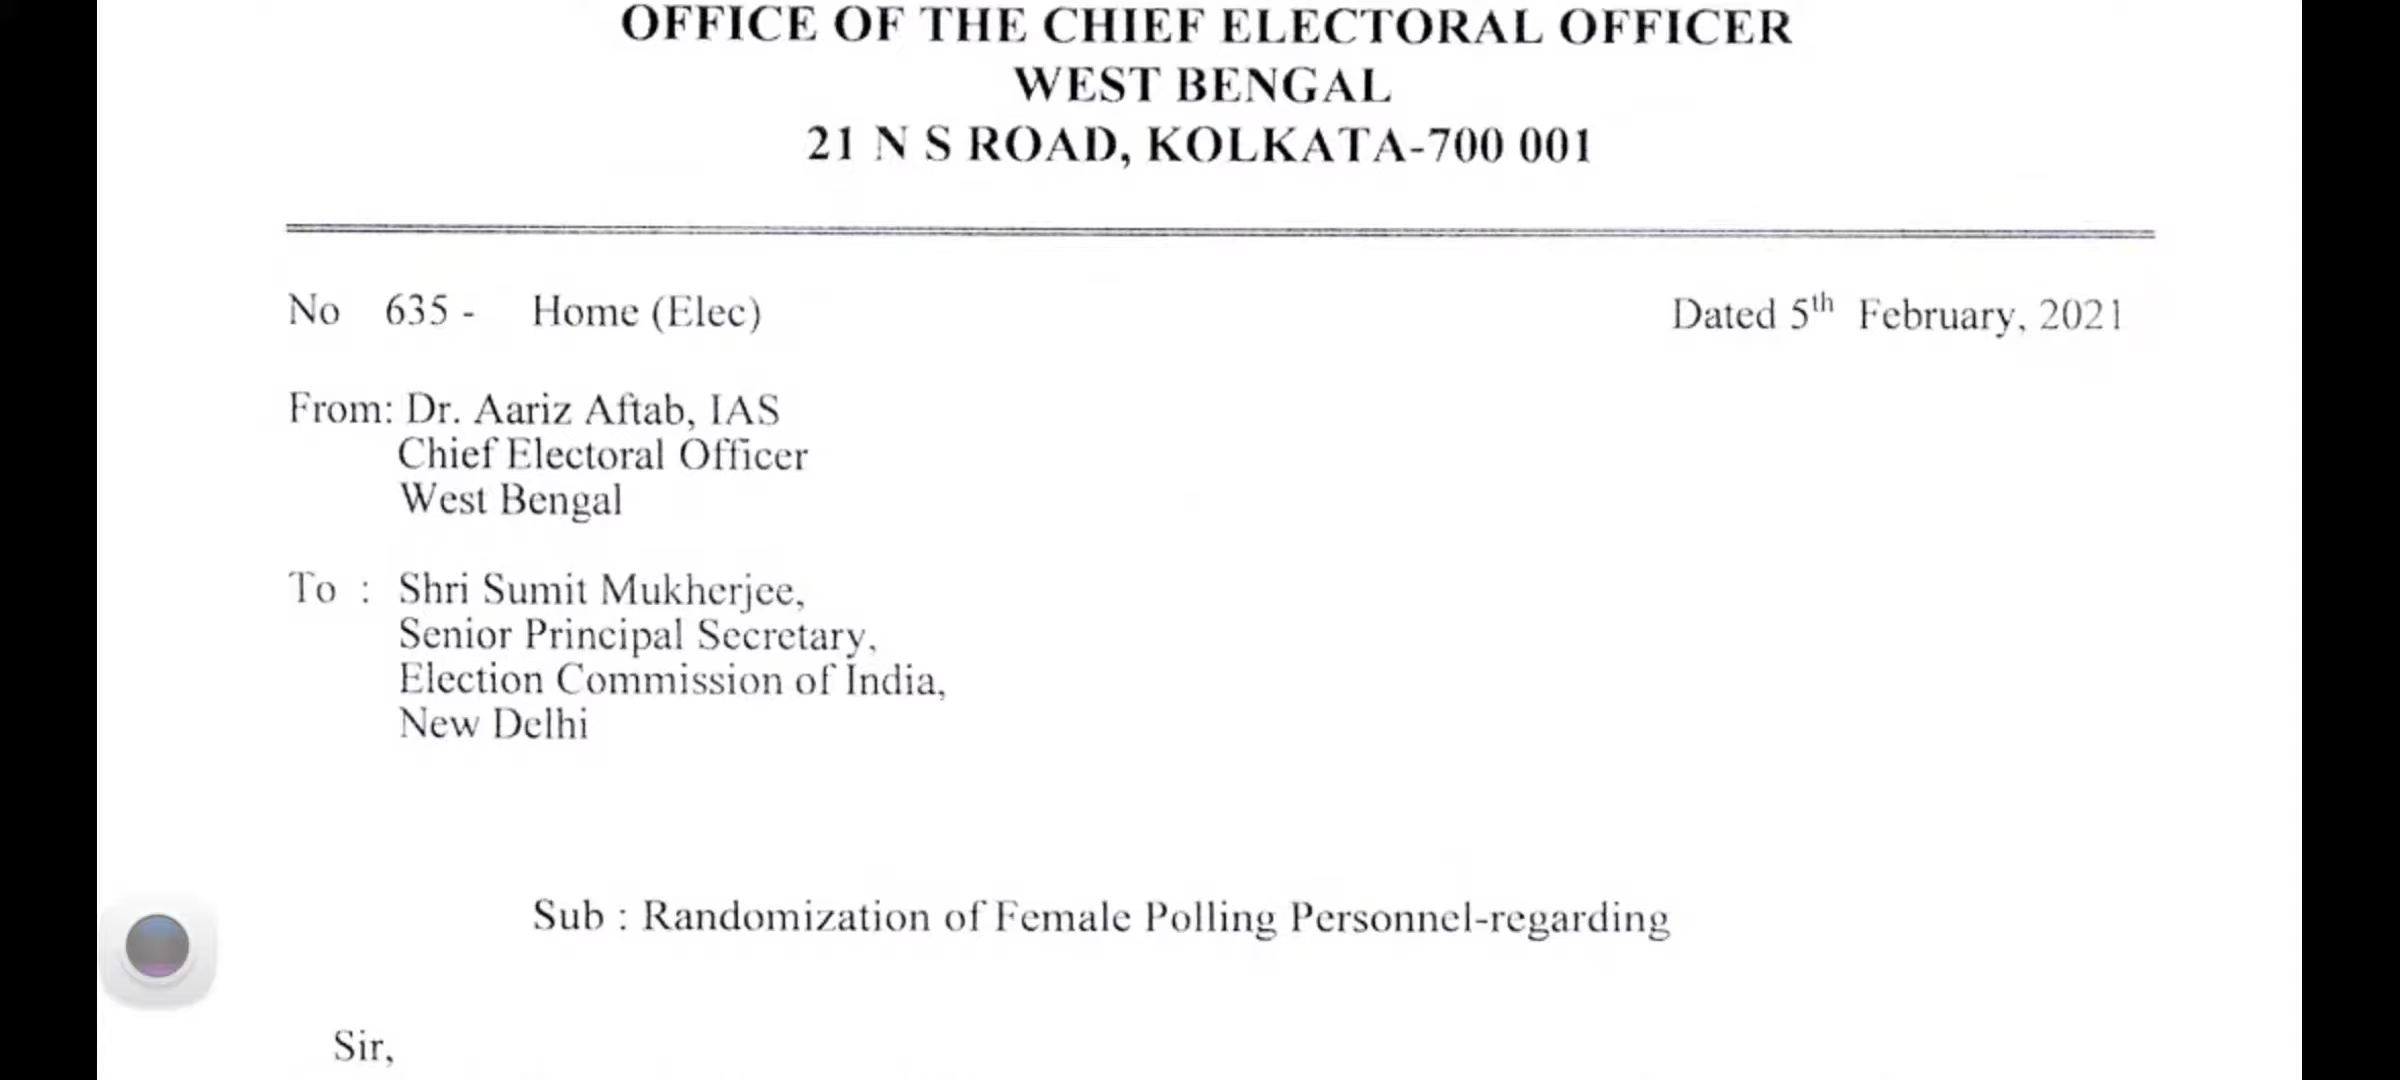 OFFICE OF THE CHIEF ELECTORAL OFFICER
WEST BENGAL
21 N S ROAD, KOLKATA-700 001
No 635 - Home (Elec) Dated 5th February, 2021
From: Dr. Aariz Aftab, IAS
Chief Electoral Officer
West Bengal
To : Shri Sumit Mukherjee,
Senior Principal Secretary,
Election Commission of India,
New Delhi
Sub : Randomization of Female Polling Personnel-regarding
Sir,